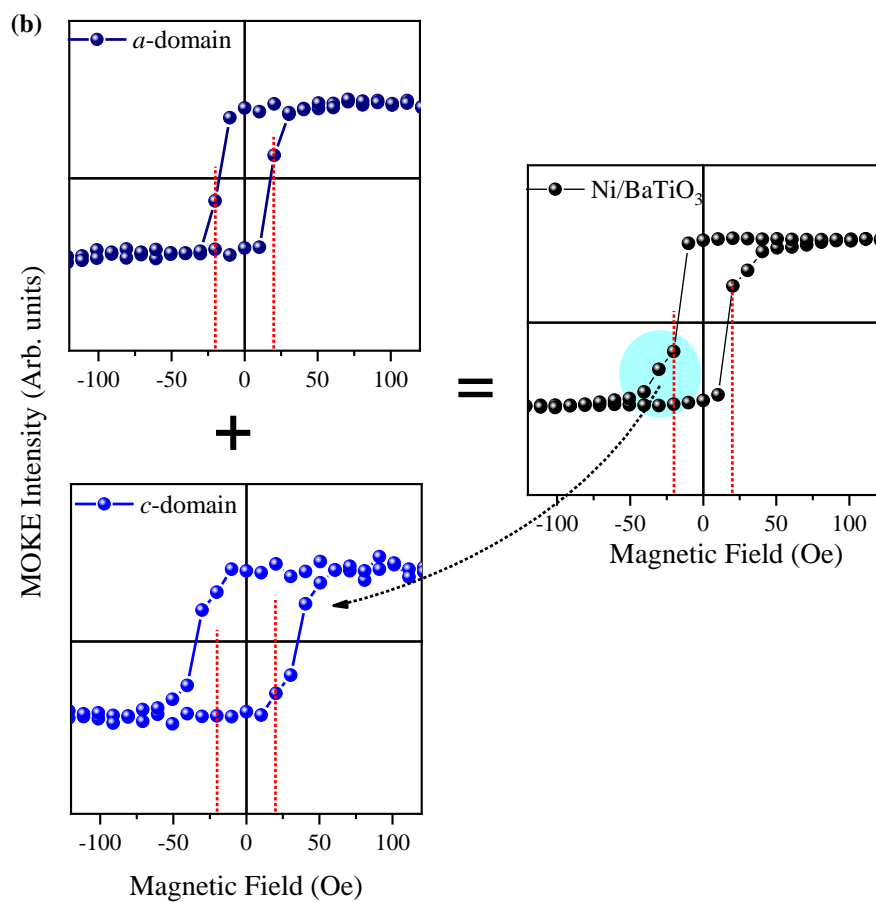 (b)
a-domain
-100 -50 0 50 100
+
c-domain
-100 -50 0 50 100
Magnetic Field (Oe)
MOKE Intensity (Arb. units)
=
Ni/BaTiO₃
-100 -50 0 50 100
Magnetic Field (Oe)